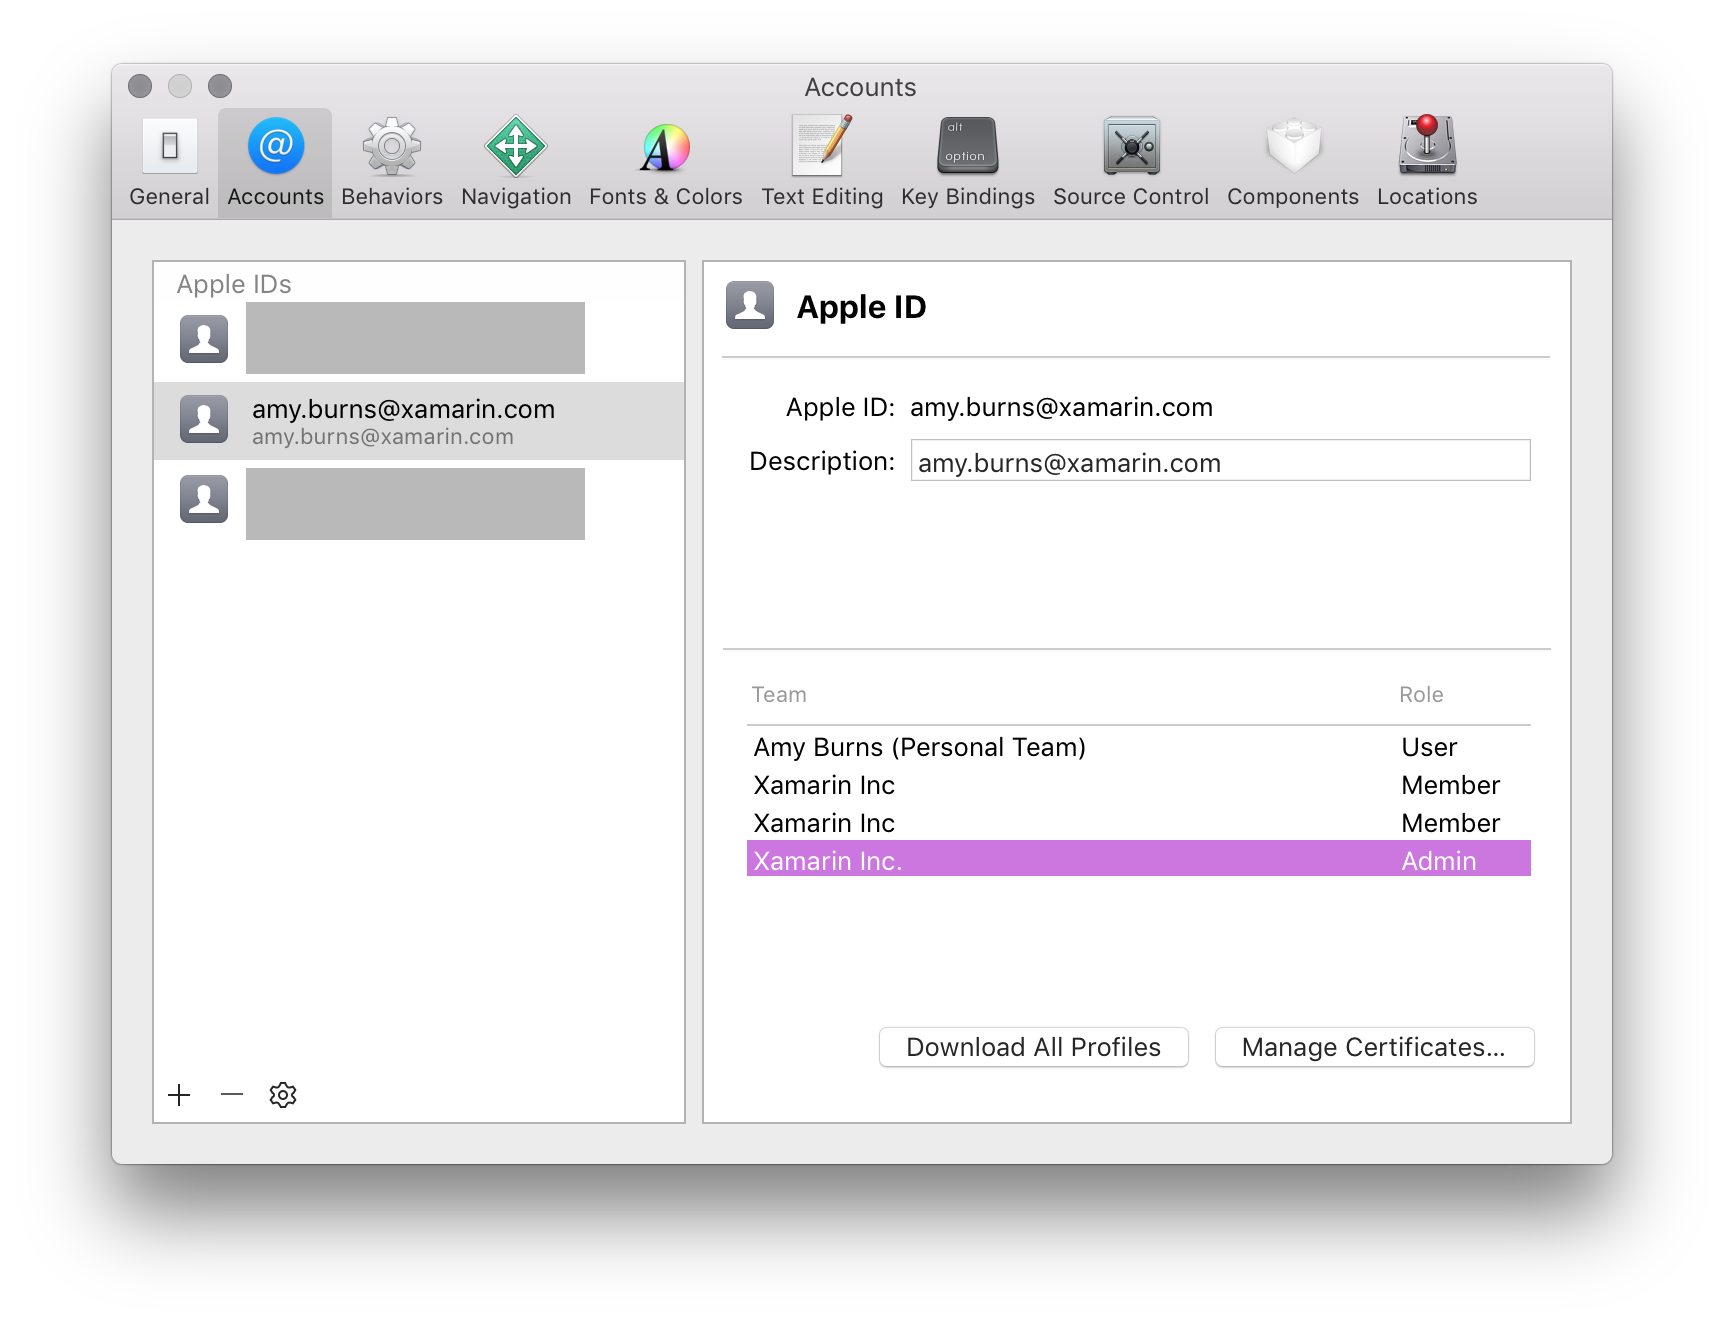 Accounts
General Accounts Behaviors Navigation Fonts & Colors Text Editing alt option Key Bindings Source Control Components Locations
Apple IDs
amy.burns@xamarin.com
amy.burns@xamarin.com
Apple ID
Apple ID: amy.burns@xamarin.com
Description: amy.burns@xamarin.com
Team Role
Amy Burns (Personal Team) User
Xamarin Inc Member
Xamarin Inc Member
Xamarin Inc. Admin
Download All Profiles Manage Certificates...